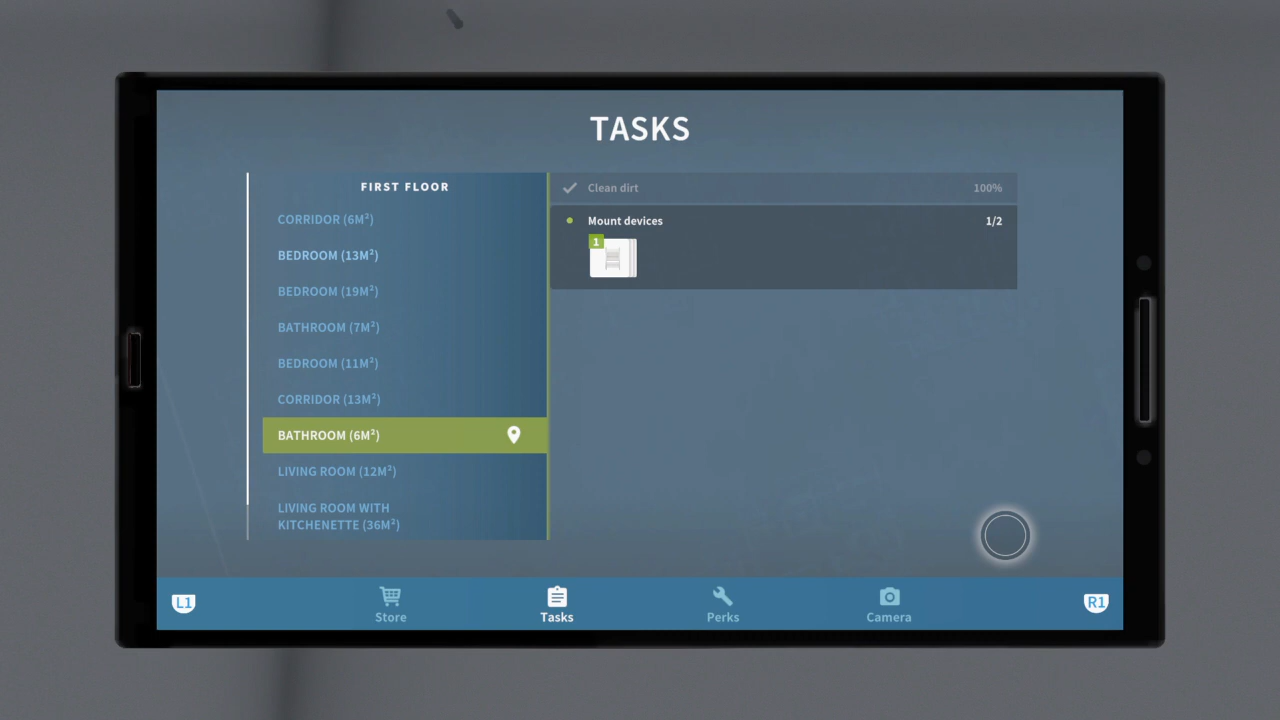 TASKS
FIRST FLOOR
CORRIDOR (6M²)
BEDROOM (13M²)
BEDROOM (19M²)
BATHROOM (7M²)
BEDROOM (11M²)
CORRIDOR (13M²)
BATHROOM (6M²)
LIVING ROOM (12M²)
LIVING ROOM WITH
KITCHENETTE (36M²)
Clean dirt 100%
Mount devices 1/2
1
L1
Store
Tasks
Perks
Camera
R1